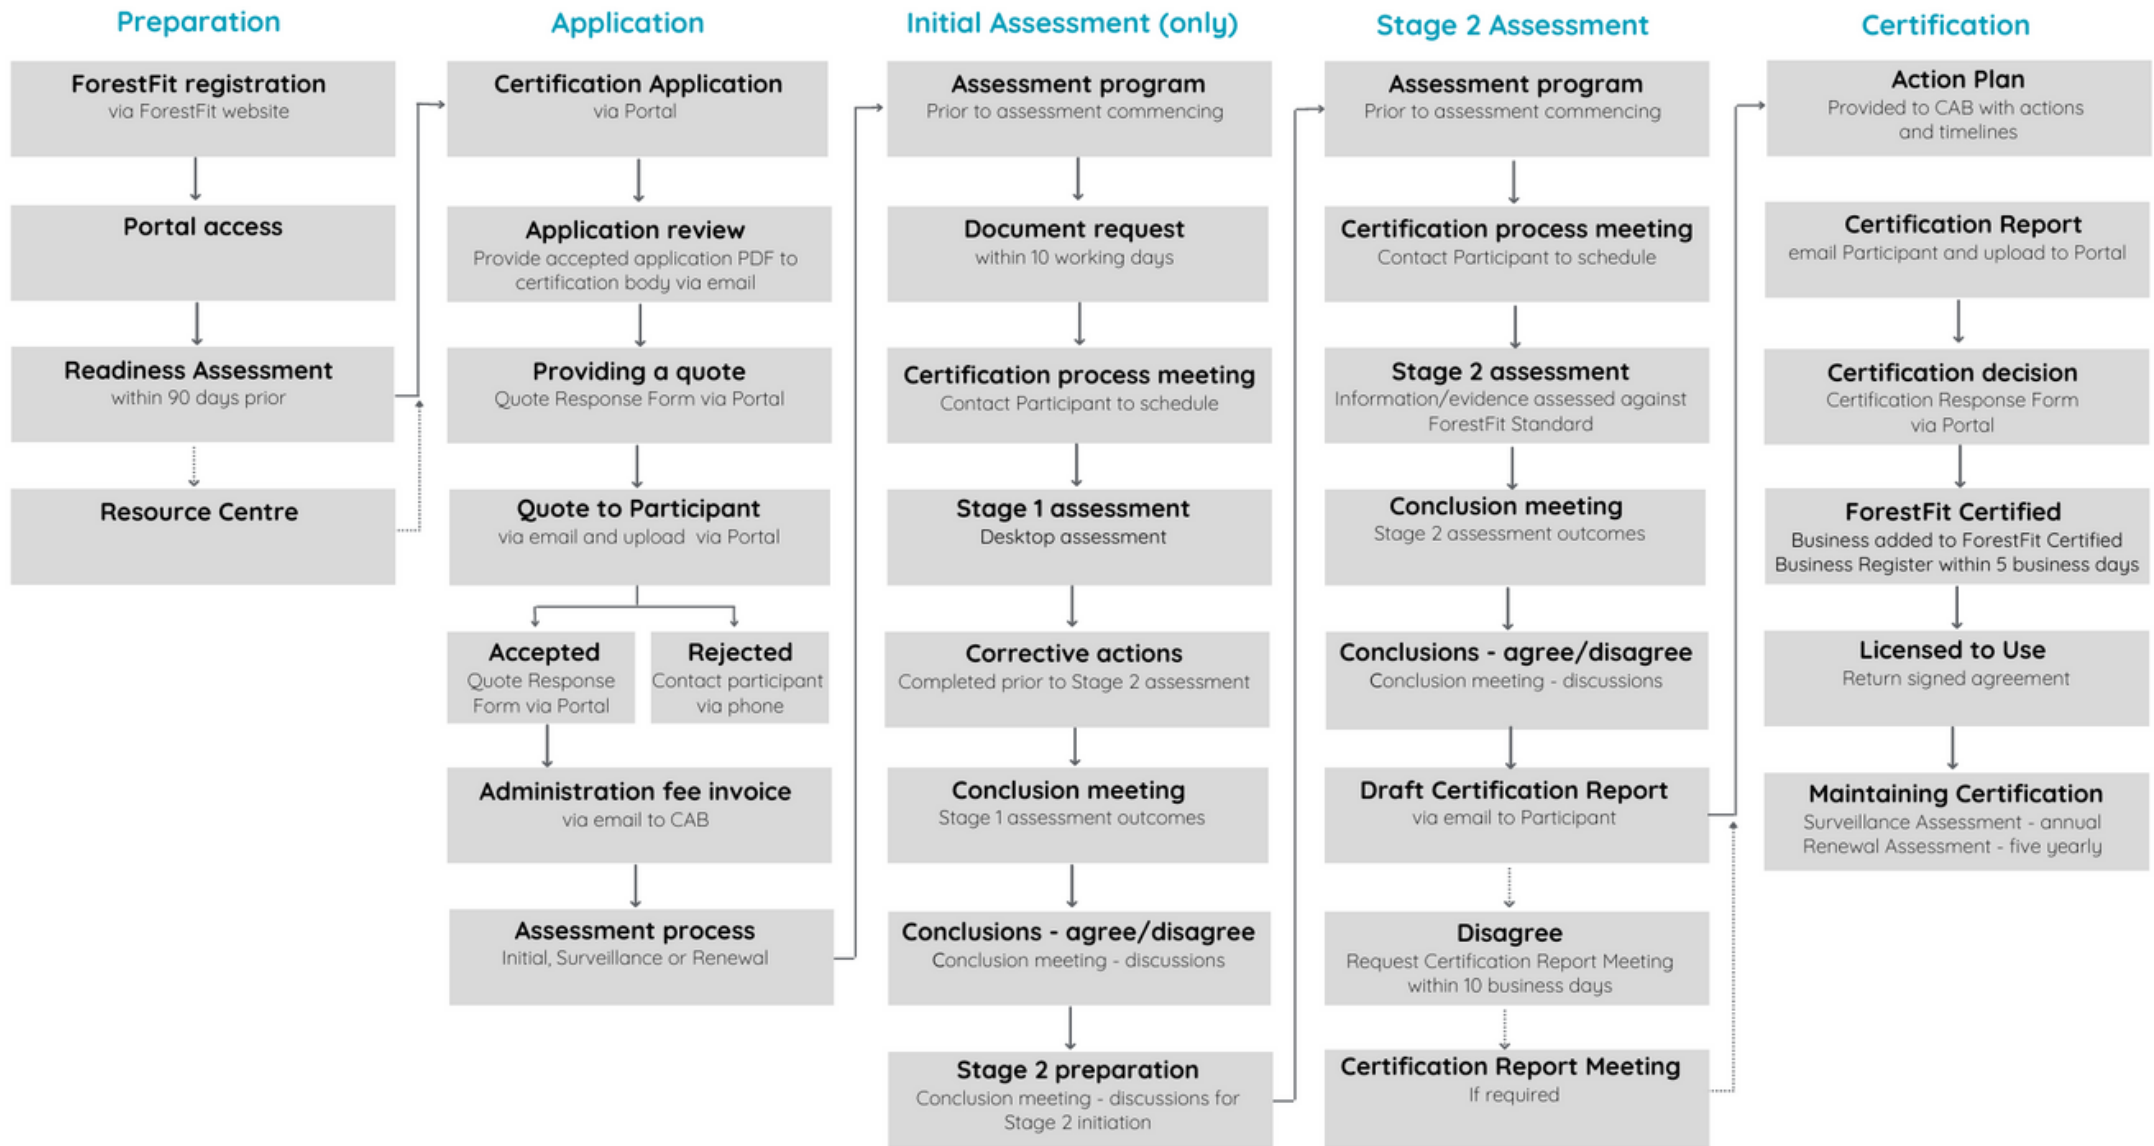 Preparation
ForestFit registration
via ForestFit website
Portal access
Readiness Assessment
within 90 days prior
Resource Centre
Application
Certification Application
via Portal
Application review
Provide accepted application PDF to
certification body via email
Providing a quote
Quote Response Form via Portal
Quote to Participant
via email and upload via Portal
Accepted
Quote Response
Form via Portal
Rejected
Contact participant
via phone
Administration fee invoice
via email to CAB
Assessment process
Initial, Surveillance or Renewal
Initial Assessment (only)
Assessment program
Prior to assessment commencing
Document request
within 10 working days
Certification process meeting
Contact Participant to schedule
Stage 1 assessment
Desktop assessment
Corrective actions
Completed prior to Stage 2 assessment
Conclusion meeting
Stage 1 assessment outcomes
Conclusions - agree/disagree
Conclusion meeting - discussions
Stage 2 preparation
Conclusion meeting - discussions for
Stage 2 initiation
Stage 2 Assessment
Assessment program
Prior to assessment commencing
Certification process meeting
Contact Participant to schedule
Stage 2 assessment
Information/evidence assessed against
ForestFit Standard
Conclusion meeting
Stage 2 assessment outcomes
Conclusions - agree/disagree
Conclusion meeting - discussions
Draft Certification Report
via email to Participant
Disagree
Request Certification Report Meeting
within 10 business days
Certification Report Meeting
If required
Certification
Action Plan
Provided to CAB with actions
and timelines
Certification Report
email Participant and upload to Portal
Certification decision
Certification Response Form
via Portal
ForestFit Certified
Business added to ForestFit Certified
Business Register within 5 business days
Licensed to Use
Return signed agreement
Maintaining Certification
Surveillance Assessment - annual
Renewal Assessment - five yearly